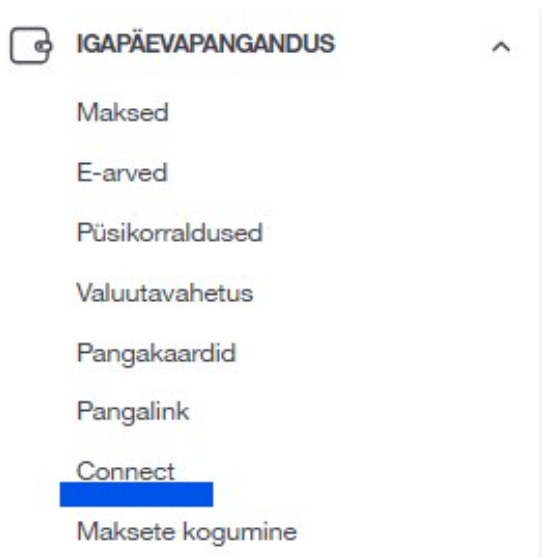 IGAPÄEVAPANGANDUS
Maksed
E-arved
Püsikorraldused
Valuutavahetus
Pangakaardid
Pangalink
Connect
Maksete kogumine